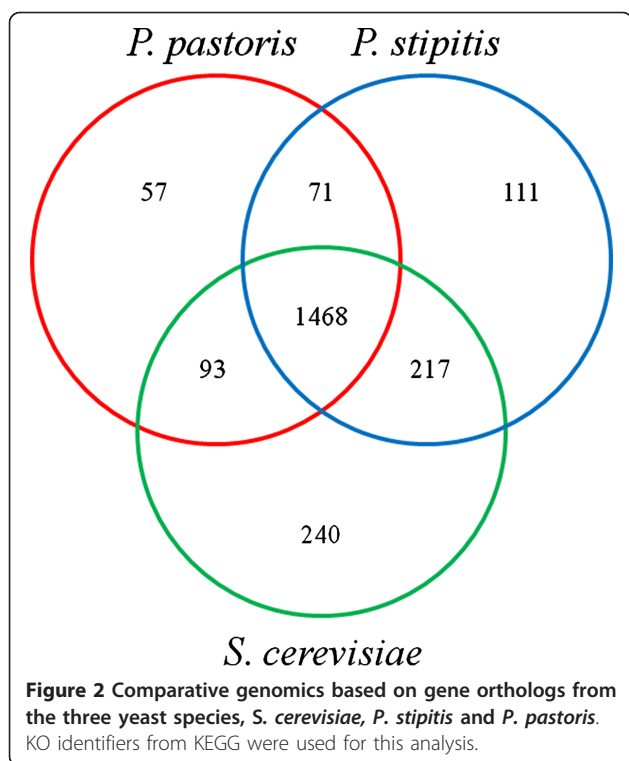 P. pastoris P. stipitis
57 71 111
1468
93 217
240
S. cerevisiae
Figure 2 Comparative genomics based on gene orthologs from
the three yeast species, S. cerevisiae, P. stipitis and P. pastoris.
KO identifiers from KEGG were used for this analysis.